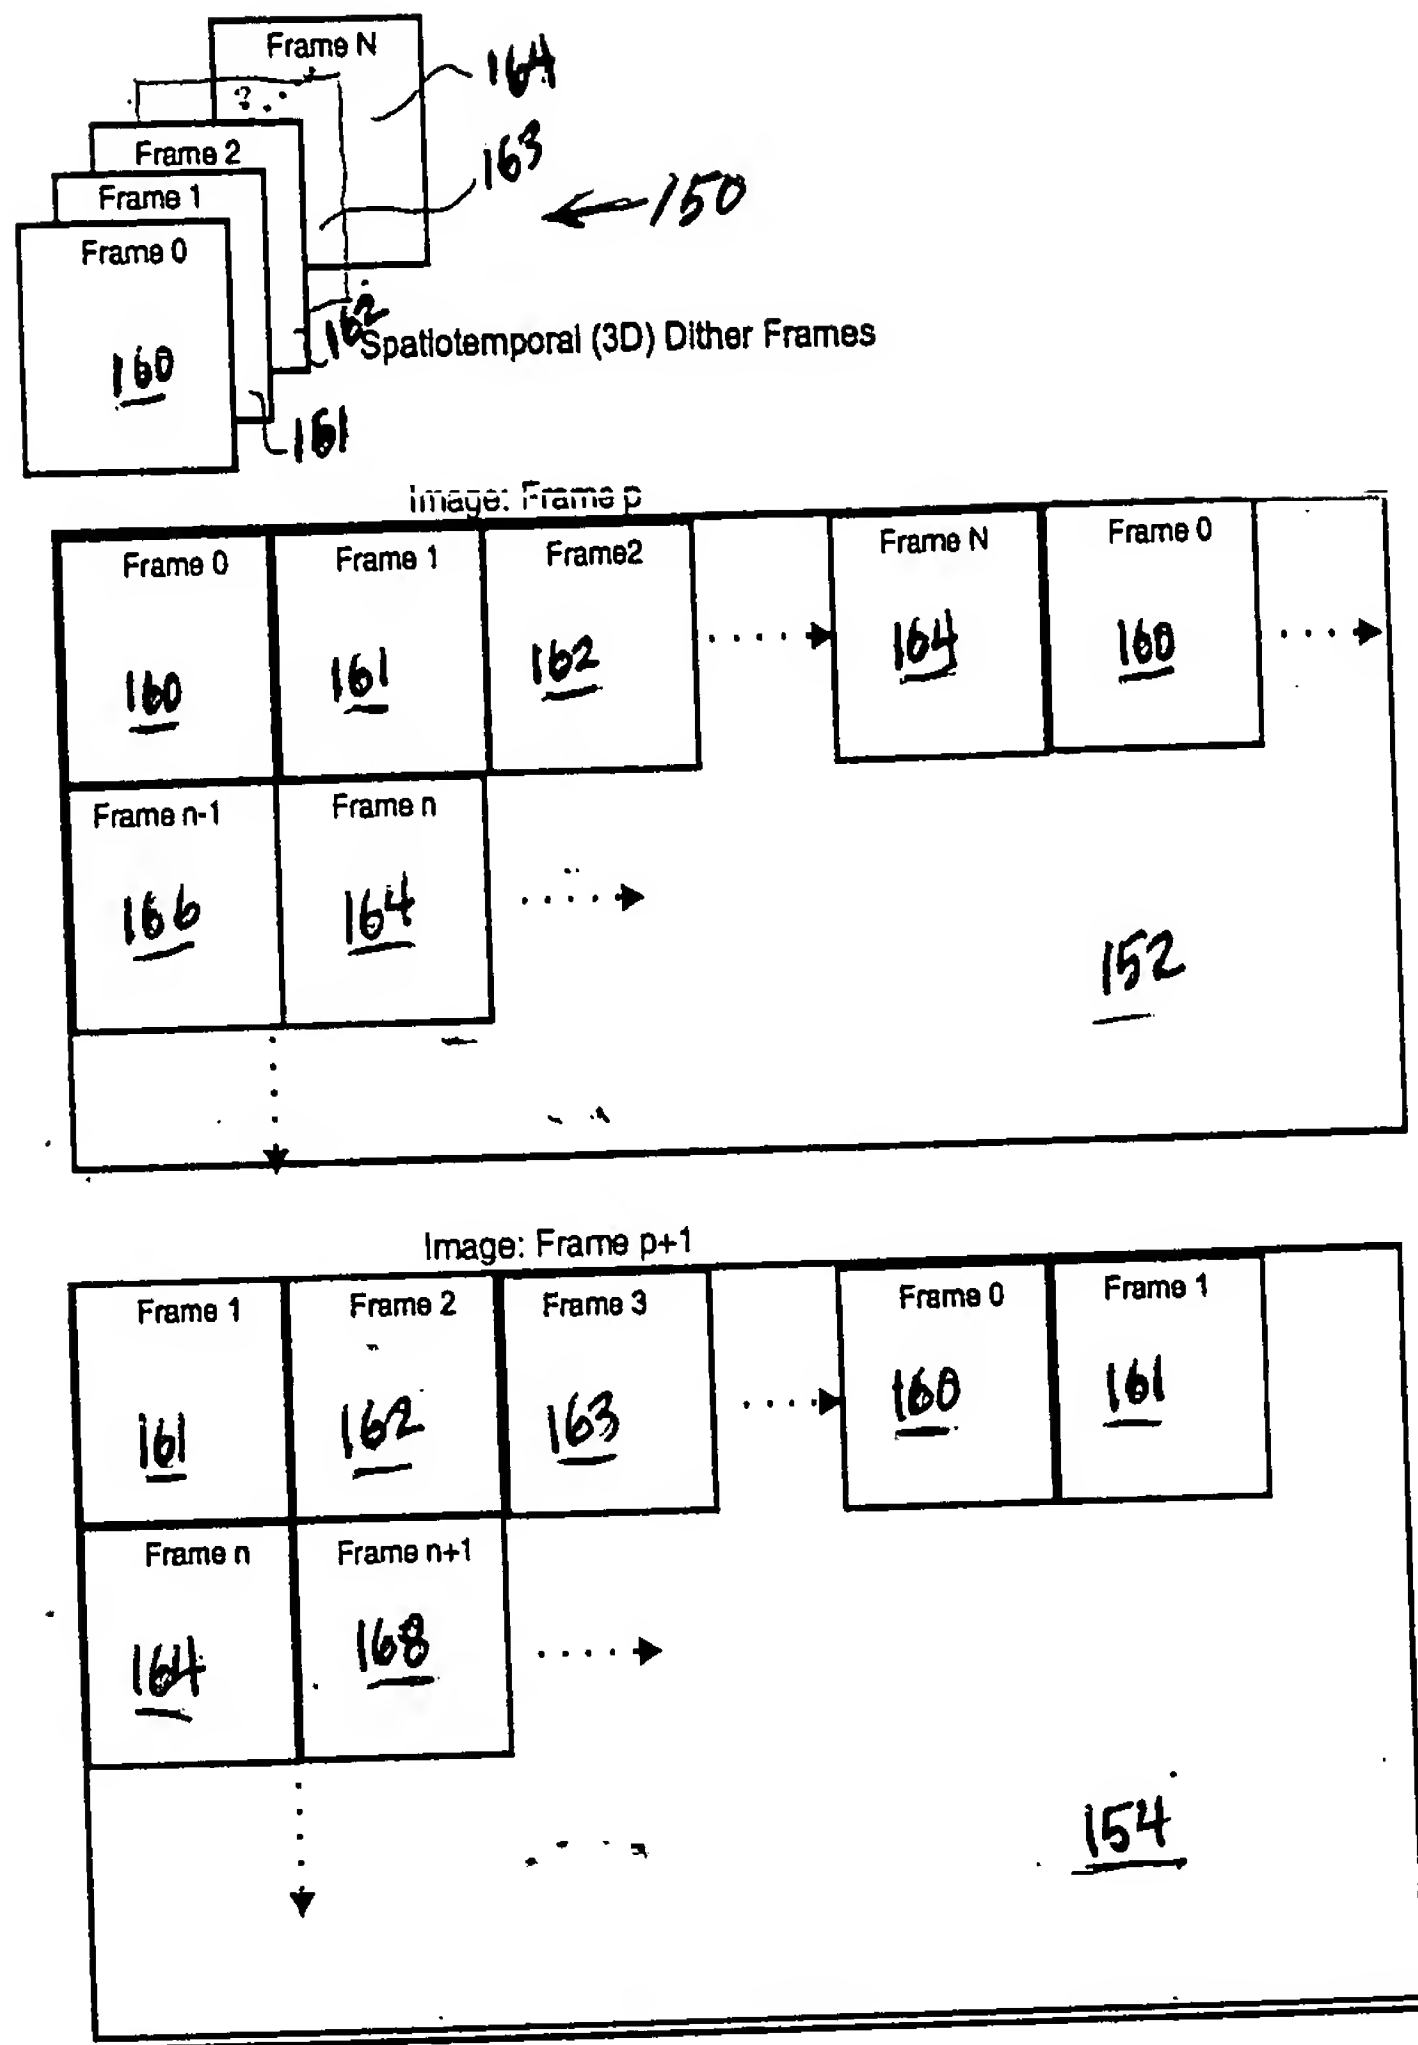 Frame N
164
?
Frame 2
163
Frame 1
150
Frame 0
162
Spatiotemporal (3D) Dither Frames
160
161
Image: Frame p
Frame 0 Frame 1 Frame2 Frame N Frame 0
160 161 162 164 160
Frame n-1 Frame n
166 164
152
Image: Frame p+1
Frame 1 Frame 2 Frame 3 Frame 0 Frame 1
161 162 163 160 161
Frame n Frame n+1
164 168
154